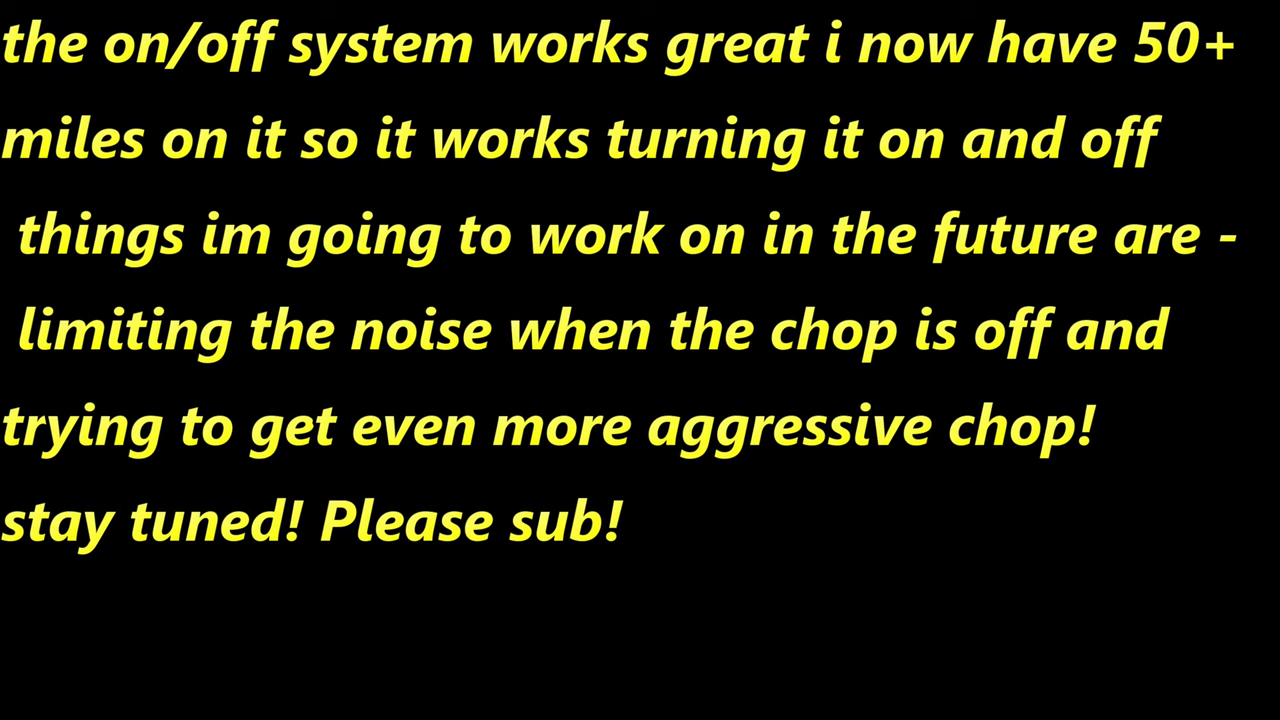 the on/off system works great i now have 50+
miles on it so it works turning it on and off
things im going to work on in the future are -
limiting the noise when the chop is off and
trying to get even more aggressive chop!
stay tuned! Please sub!